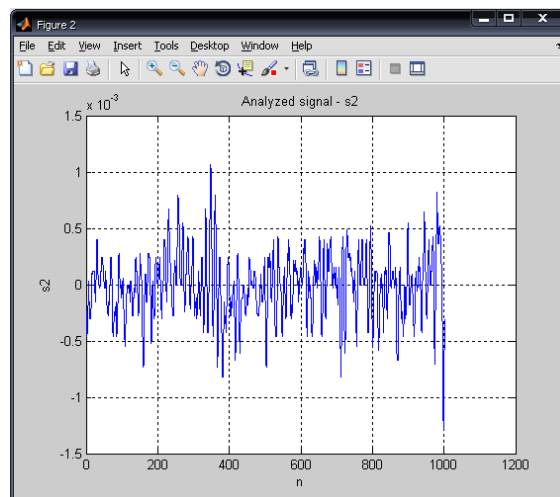 Figure 2
File Edit View Insert Tools Desktop Window Help
x 10^-3
Analyzed signal - s2
1.5
1
0.5
0
-0.5
-1
-1.5
s2
0 200 400 600 800 1000 1200
n